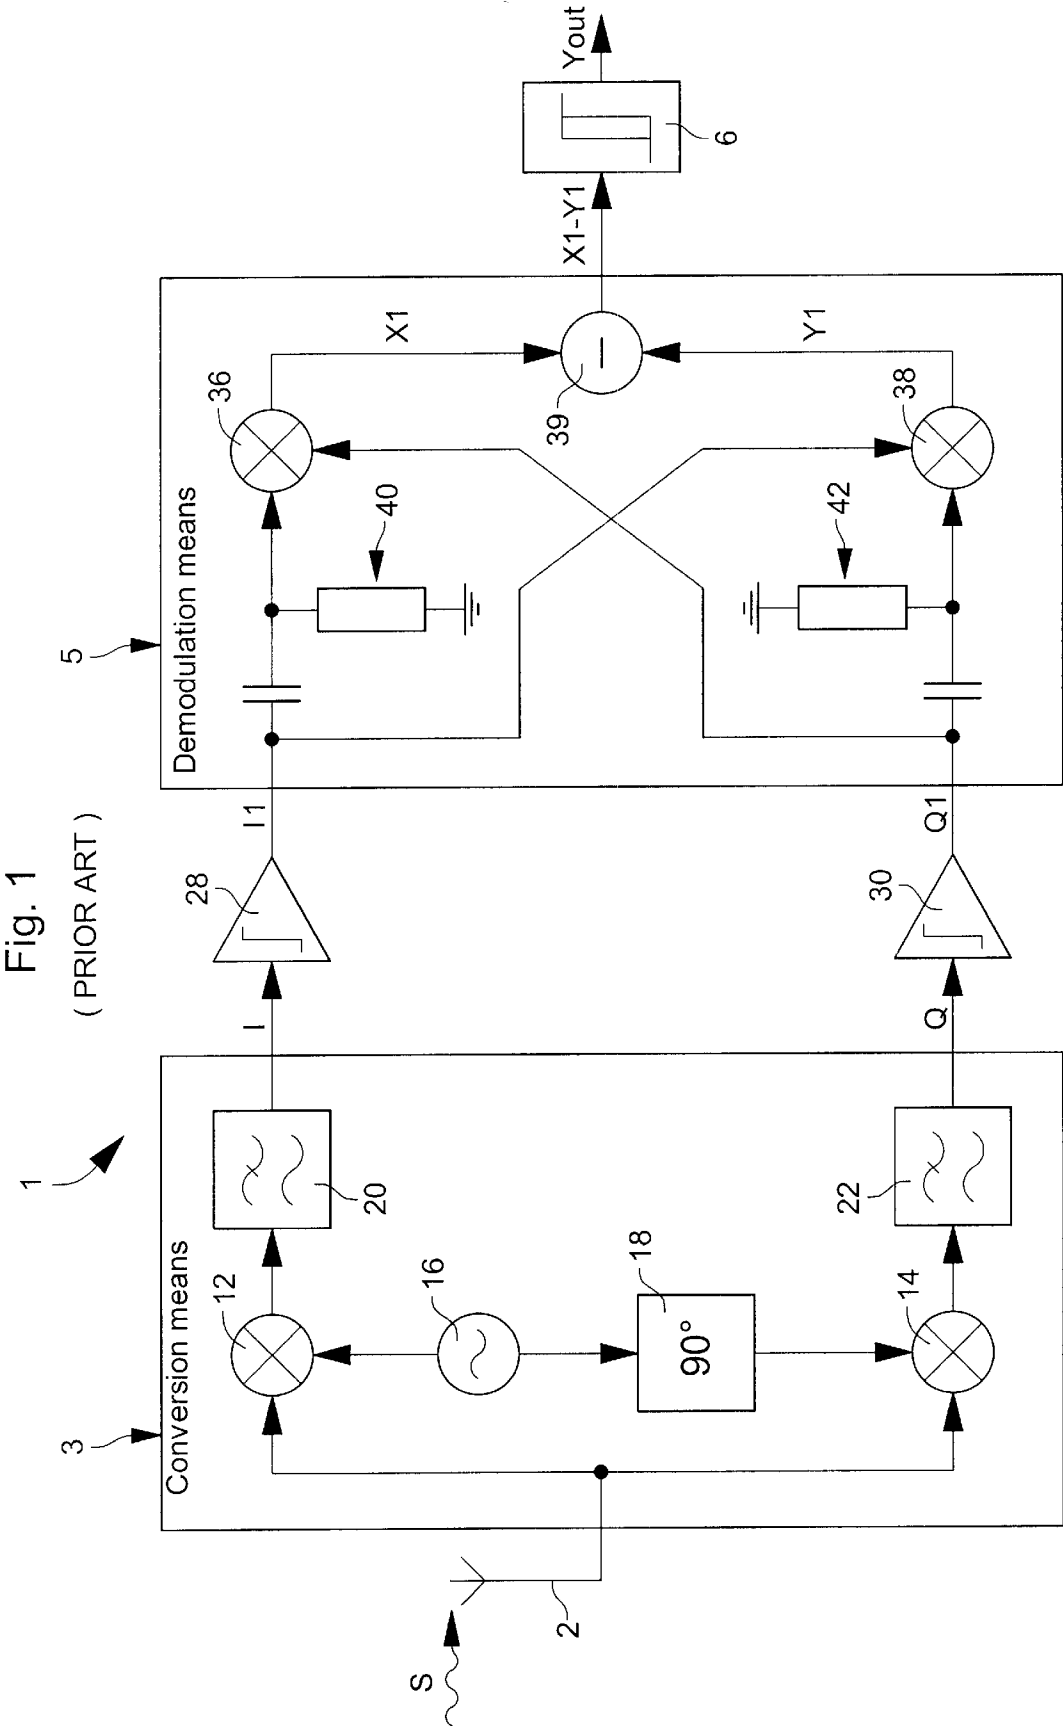 Fig. 1
( PRIOR ART )
1
3
Conversion means
S
2
12
16
18
90°
14
20
22
I
Q
28
30
I1
Q1
5
Demodulation means
40
42
36
38
X1
Y1
39
X1-Y1
6
Yout